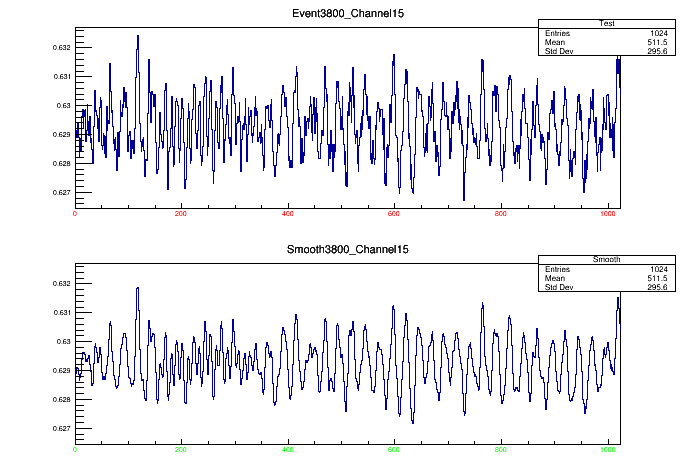 Event3800_Channel15
Test
Entries 1024
Mean 511.5
Std Dev 295.6
0.632
0.631
0.63
0.629
0.628
0.627
0 200 400 600 800 1000
Smooth3800_Channel15
Smooth
Entries 1024
Mean 511.5
Std Dev 295.6
0.632
0.631
0.63
0.629
0.628
0.627
0 200 400 600 800 1000